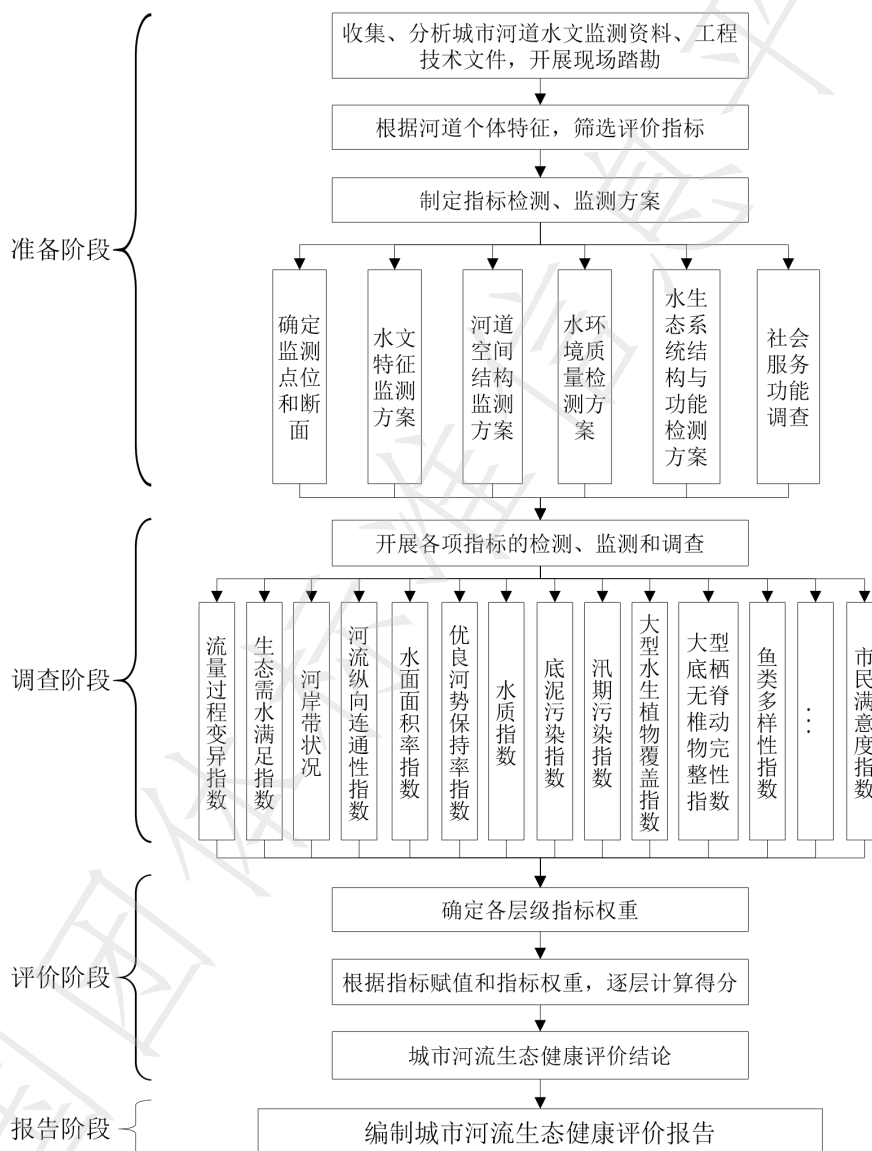 收集、分析城市河道水文监测资料、工程
技术文件，开展现场踏勘
根据河道个体特征，筛选评价指标
制定指标检测、监测方案
准备阶段
确定
监测
点位
和断
面
水文
特征
监测
方案
河道
空间
结构
监测
方案
水环
境质
量检
测方
案
水生
态系
统结
构与
功能
检测
方案
社会
服务
功能
调查
开展各项指标的检测、监测和调查
调查阶段
流量过程变异指数
生态需水满足指数
河岸带状况
河流纵向连通性指数
水面面积率指数
优良河势保持率指数
水质指数
底泥污染指数
汛期污染指数
大型水生植物覆盖指数
大型
底栖
无脊
椎动
物完
整性
指数
鱼类多样性指数
...
市民满意度指数
确定各层级指标权重
评价阶段
根据指标赋值和指标权重，逐层计算得分
城市河流生态健康评价结论
报告阶段
编制城市河流生态健康评价报告
国团体标准信息平